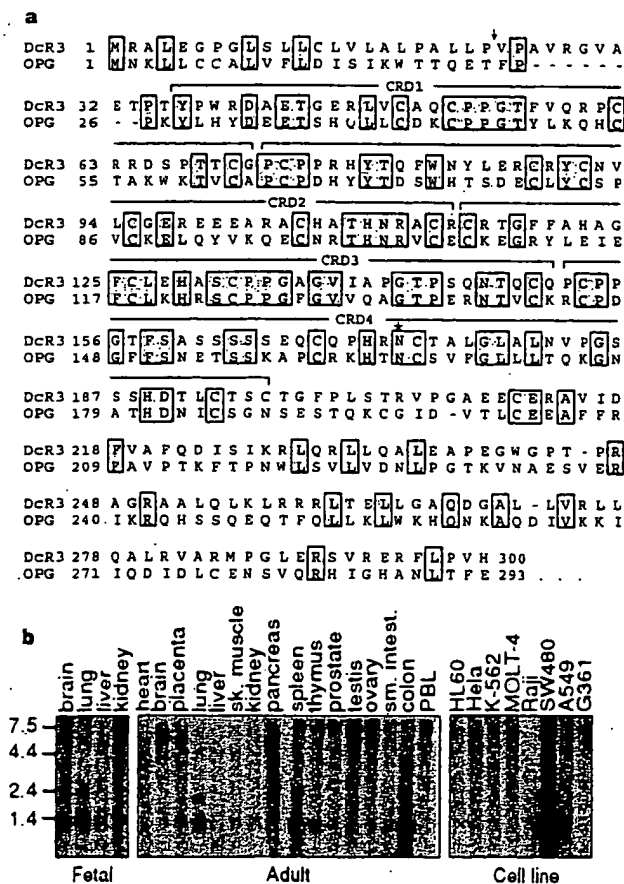 a
DcR3 1 MRALEGPGLSLLCLVLALPALLPVPAVRGVA
OPG 1 MNKLLCCALVFLDISIKWTTQETFP------
CRD1
DcR3 32 ETPTYPWRDAETGERLVCAQCPPGTFVQRPC
OPG 26 --PKYLHYDEETSHQLLCDKCPPGTYLKQHC
DcR3 63 RRDSPTTCGPCPPRHYTQFWNYLERCRYCNV
OPG 55 TAKWKTVCAPCPDHYYTDSWHTSDECLYCSP
CRD2
DcR3 94 LCGEREEEARACHATHNRACRCRTGFFAHAG
OPG 86 VCKELQYVKQECNRTHNRVCECKEGRYLEIE
CRD3
DcR3 125 FCLEHASCPPGAGVIAPGTPSQNTQCQPCPP
OPG 117 FCLKHRSCPPGFGVVQAGTPERNTVCKRCPD
CRD4
DcR3 156 GTFSASSSSSEQCQPHRNCTALGLALNVPGS
OPG 148 GFFSNETSSKAPCRKHTNCSVFGLLLTQKGN
DcR3 187 SSHDTLCTSCTGFPLSTRVPGAEECERAVID
OPG 179 ATHDNICSGNSESTQKCGID-VTLCEEAFFR
DcR3 218 FVAFQDISIKRLQRLLQALEAPEGWGPT-PR
OPG 209 FAVPTKFTPNWLSVLVDNLPGTKVNAESVER
DcR3 248 AGRAALQLKLRRRLTELLGAQDGAL-LVRLL
OPG 240 IKRQHSSQEQTFQLLKLWKHQNKAQDIVKKI
DcR3 278 QALRVARMPGLERSVRERFLPVH 300
OPG 271 IQDIDLCENSVQRHIGHANLTFE 293
b
brain lung liver kidney heart brain placenta lung liver sk. muscle kidney pancreas spleen thymus prostate testis ovary sm. intest. colon PBL HL60 Hela K-562 MOLT-4 Raji SW480 A549 G361
7.5
4.4
2.4
1.4
Fetal Adult Cell line